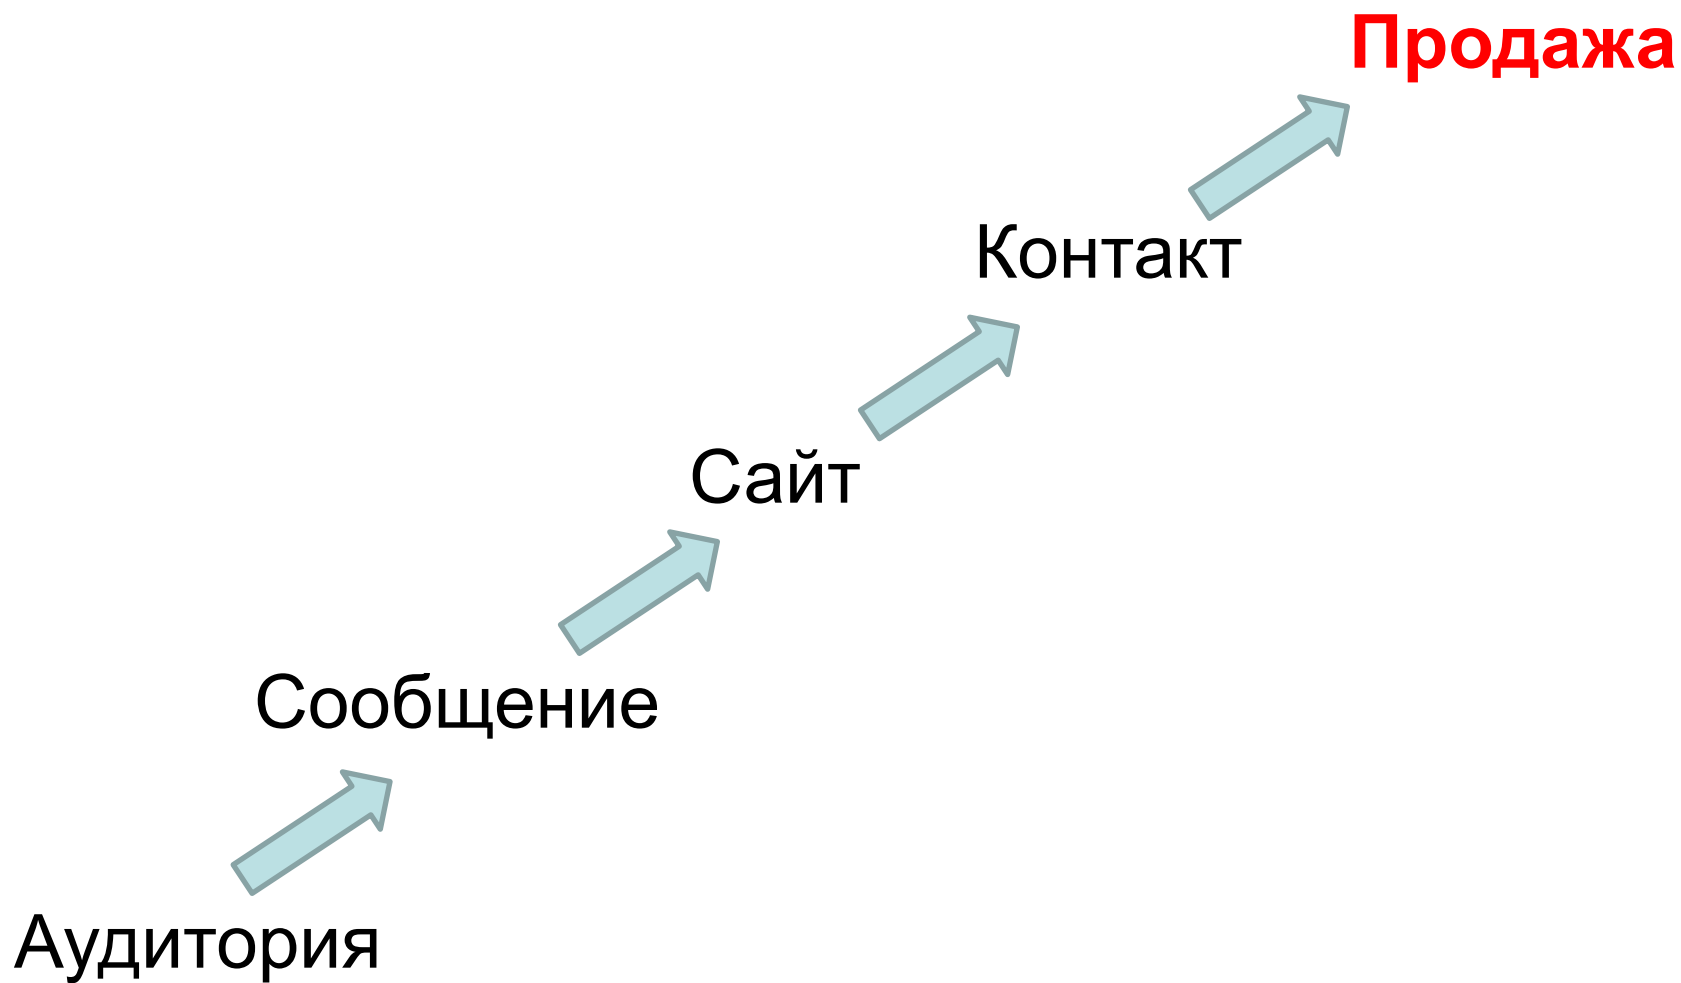 Продажа
Контакт
Сайт
Сообщение
Аудитория